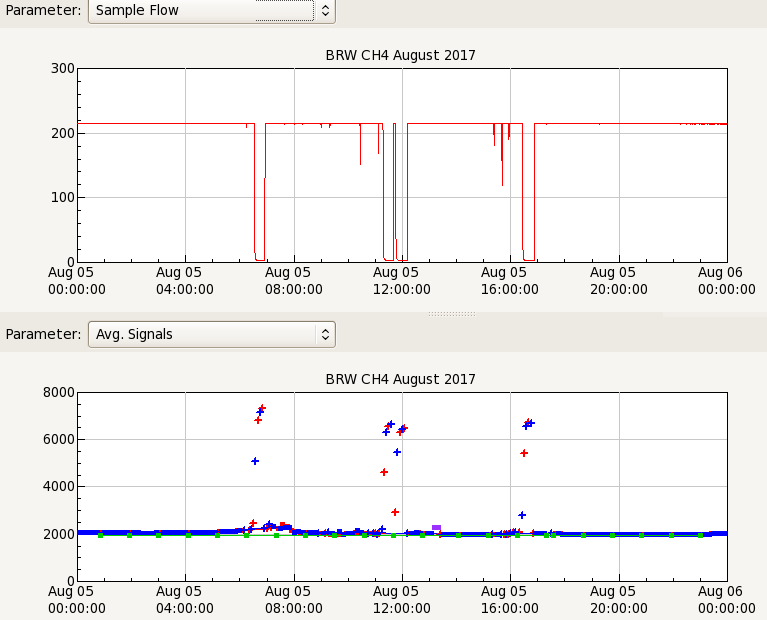 Parameter: Sample Flow
BRW CH4 August 2017
300
200
100
0
Aug 05 Aug 05 Aug 05 Aug 05 Aug 05 Aug 05 Aug 06
00:00:00 04:00:00 08:00:00 12:00:00 16:00:00 20:00:00 00:00:00
Parameter: Avg. Signals
BRW CH4 August 2017
8000
6000
4000
2000
0
Aug 05 Aug 05 Aug 05 Aug 05 Aug 05 Aug 05 Aug 06
00:00:00 04:00:00 08:00:00 12:00:00 16:00:00 20:00:00 00:00:00